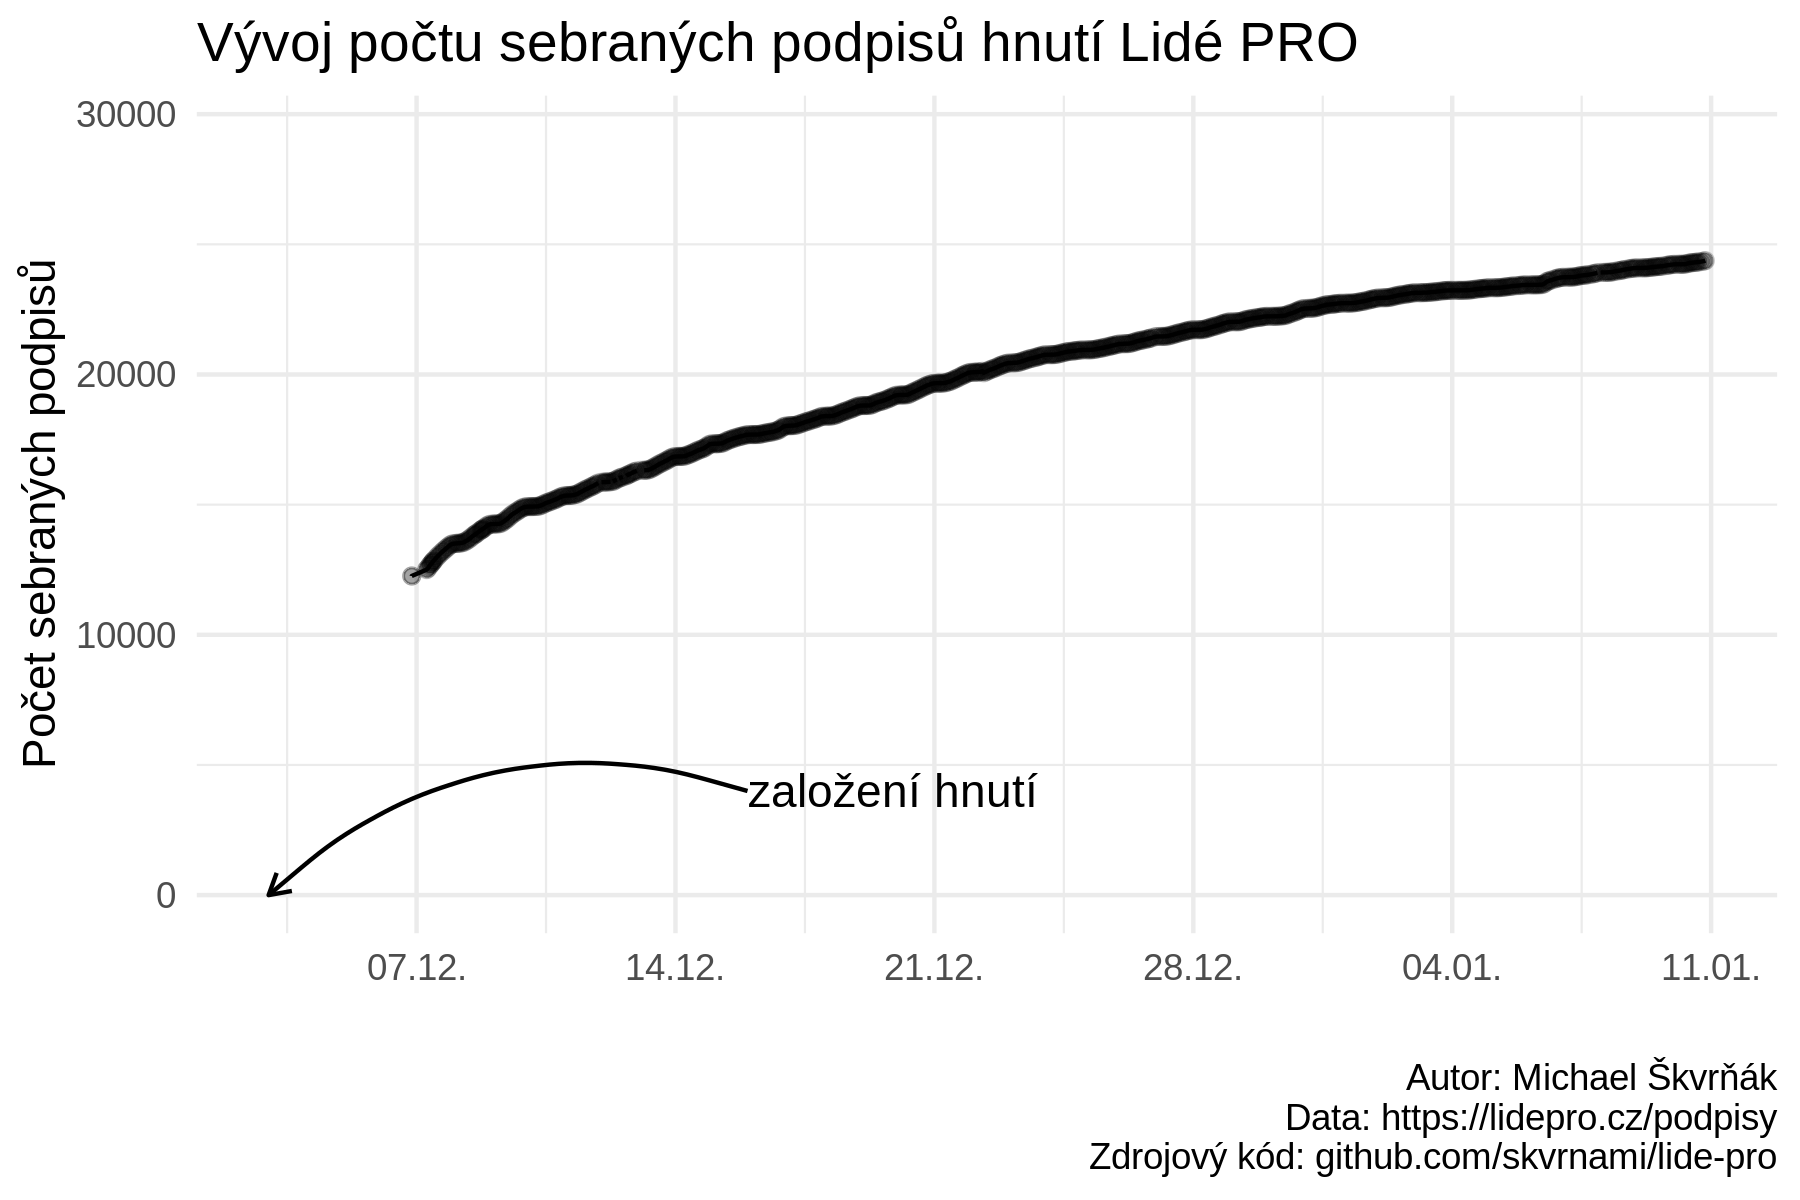 Vývoj počtu sebraných podpisů hnutí Lidé PRO
Počet sebraných podpisů
30000
20000
10000
0
založení hnutí
07.12.
14.12.
21.12.
28.12.
04.01.
11.01.
Autor: Michael Škvrňák
Data: https://lidepro.cz/podpisy
Zdrojový kód: github.com/skvrnami/lide-pro